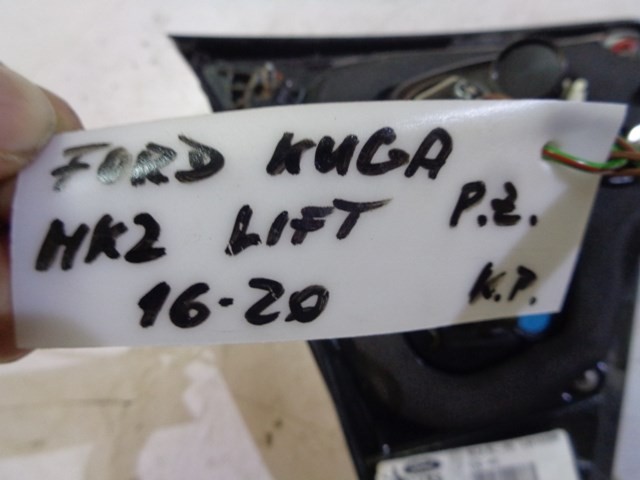 FORD KUGA
MK2 LIFT P.Z.
16-20 K.P.